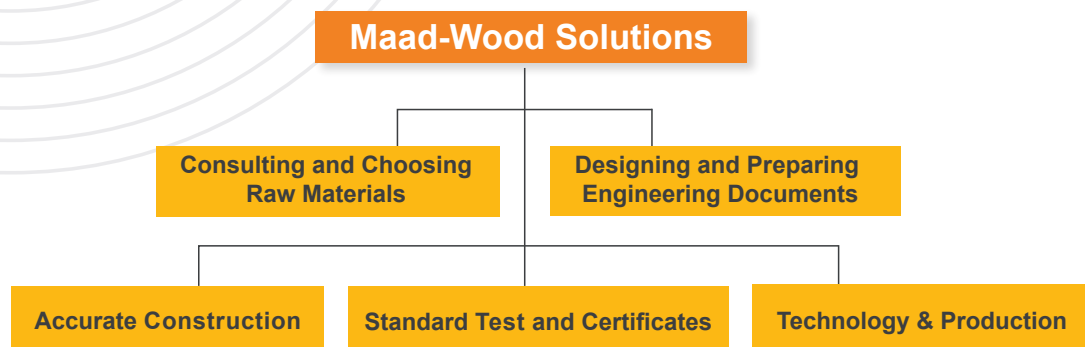 Maad-Wood Solutions
Consulting and Choosing
Raw Materials
Designing and Preparing
Engineering Documents
Accurate Construction
Standard Test and Certificates
Technology & Production